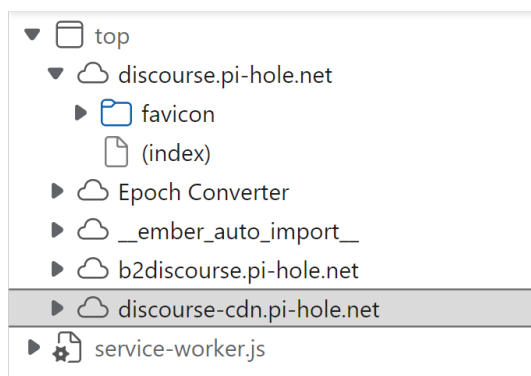 top
discourse.pi-hole.net
favicon
(index)
Epoch Converter
__ember_auto_import__
b2discourse.pi-hole.net
discourse-cdn.pi-hole.net
service-worker.js